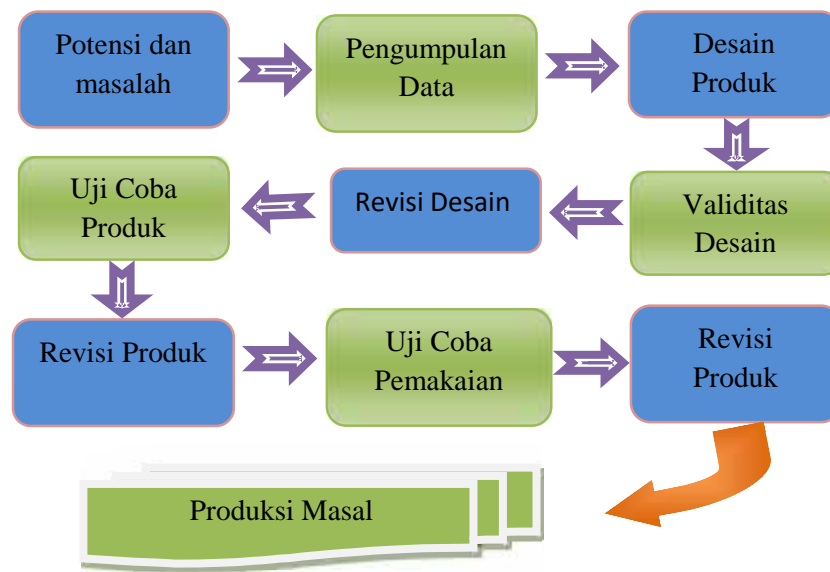 Potensi dan
masalah
Pengumpulan
Data
Desain
Produk
Validitas
Desain
Revisi Desain
Uji Coba
Produk
Revisi Produk
Uji Coba
Pemakaian
Revisi
Produk
Produksi Masal